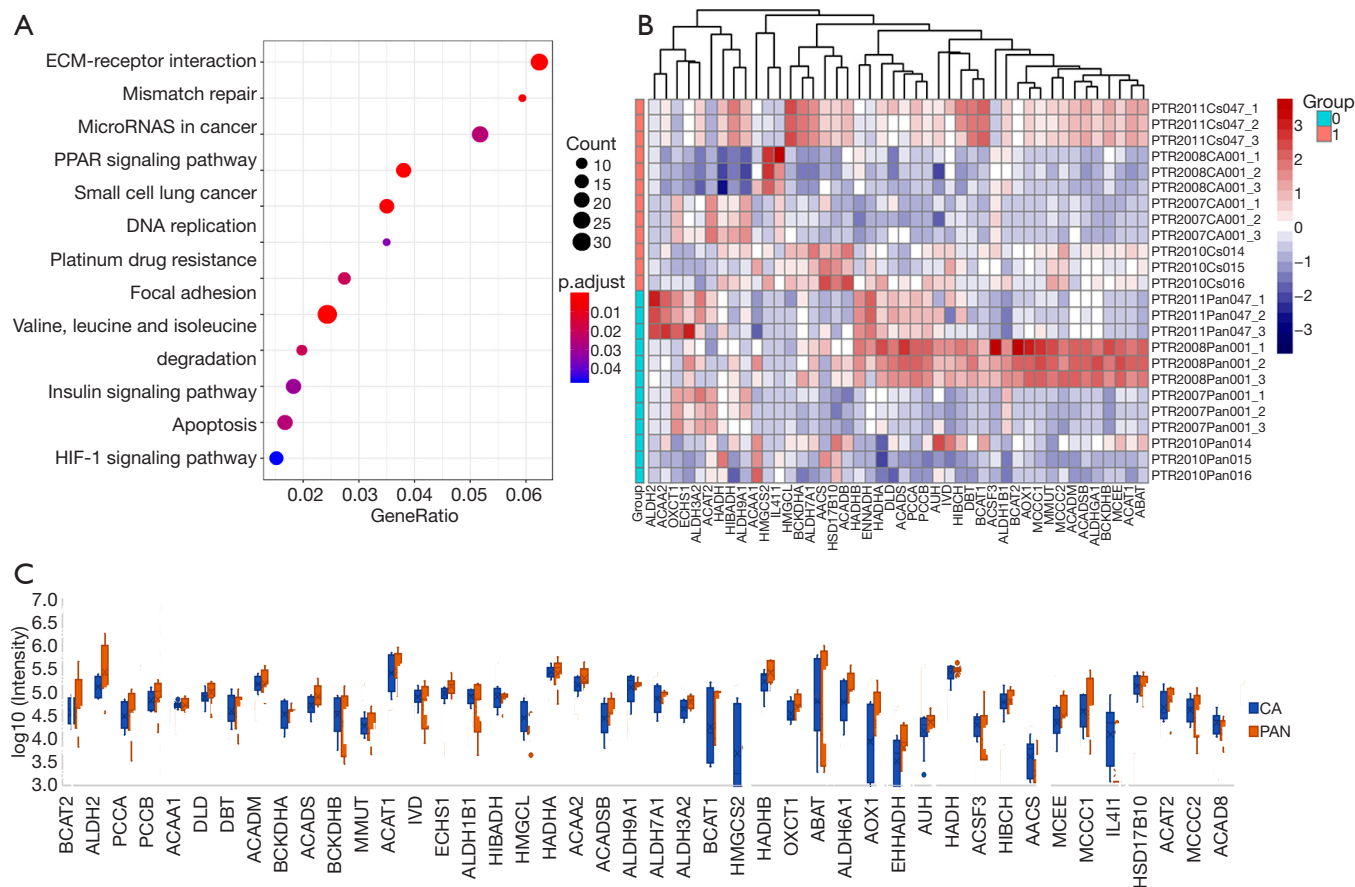 A
ECM-receptor interaction
Mismatch repair
MicroRNAS in cancer
PPAR signaling pathway
Small cell lung cancer
DNA replication
Platinum drug resistance
Focal adhesion
Valine, leucine and isoleucine
degradation
Insulin signaling pathway
Apoptosis
HIF-1 signaling pathway
0.02 0.03 0.04 0.05 0.06
GeneRatio
Count
10
15
20
25
30
p.adjust
0.01
0.02
0.03
0.04
B
PTR2011Cs047_1
PTR2011Cs047_2
PTR2011Cs047_3
PTR2008CA001_1
PTR2008CA001_2
PTR2008CA001_3
PTR2007CA001_1
PTR2007CA001_2
PTR2007CA001_3
PTR2010Cs014
PTR2010Cs015
PTR2010Cs016
PTR2011Pan047_1
PTR2011Pan047_2
PTR2011Pan047_3
PTR2008Pan001_1
PTR2008Pan001_2
PTR2008Pan001_3
PTR2007Pan001_1
PTR2007Pan001_2
PTR2007Pan001_3
PTR2010Pan014
PTR2010Pan015
PTR2010Pan016
3
2
1
0
−1
−2
−3
Group
0
1
Group
ALDH2
ACAA2
OXCT1
ECHS1
ALDH3A2
ACAT2
HADH
HIBADH
ALDH9A1
ACAA1
HMGCS2
IL411
HMGCL
BCKDHA
ALDH7A1
AACS
HSD17B10
ACADB
HADHB
ENNADH
HADHA
DLD
ACADS
PCCA
PCCB
AUH
IVD
HIBCH
DBT
BCAT1
ACSF3
ALDH1B1
BCAT2
AOX1
MCCC1
MMUT
MCCC2
ACADM
ACADSB
ALDHGA1
BCKDHB
MCEE
ACAT1
ABAT
C
log10 (Intensity)
7.0
6.5
6.0
5.5
5.0
4.5
4.0
3.5
3.0
BCAT2
ALDH2
PCCA
PCCB
ACAA1
DLD
DBT
ACADM
BCKDHA
ACADS
BCKDHB
MMUT
ACAT1
IVD
ECHS1
ALDH1B1
HIBADH
HMGCL
HADHA
ACAA2
ACADSB
ALDH9A1
ALDH7A1
ALDH3A2
BCAT1
HMGCS2
HADHB
OXCT1
ABAT
ALDH6A1
AOX1
EHHADH
AUH
HADH
ACSF3
HIBCH
AACS
MCEE
MCCC1
IL4I1
HSD17B10
ACAT2
MCCC2
ACAD8
CA
PAN